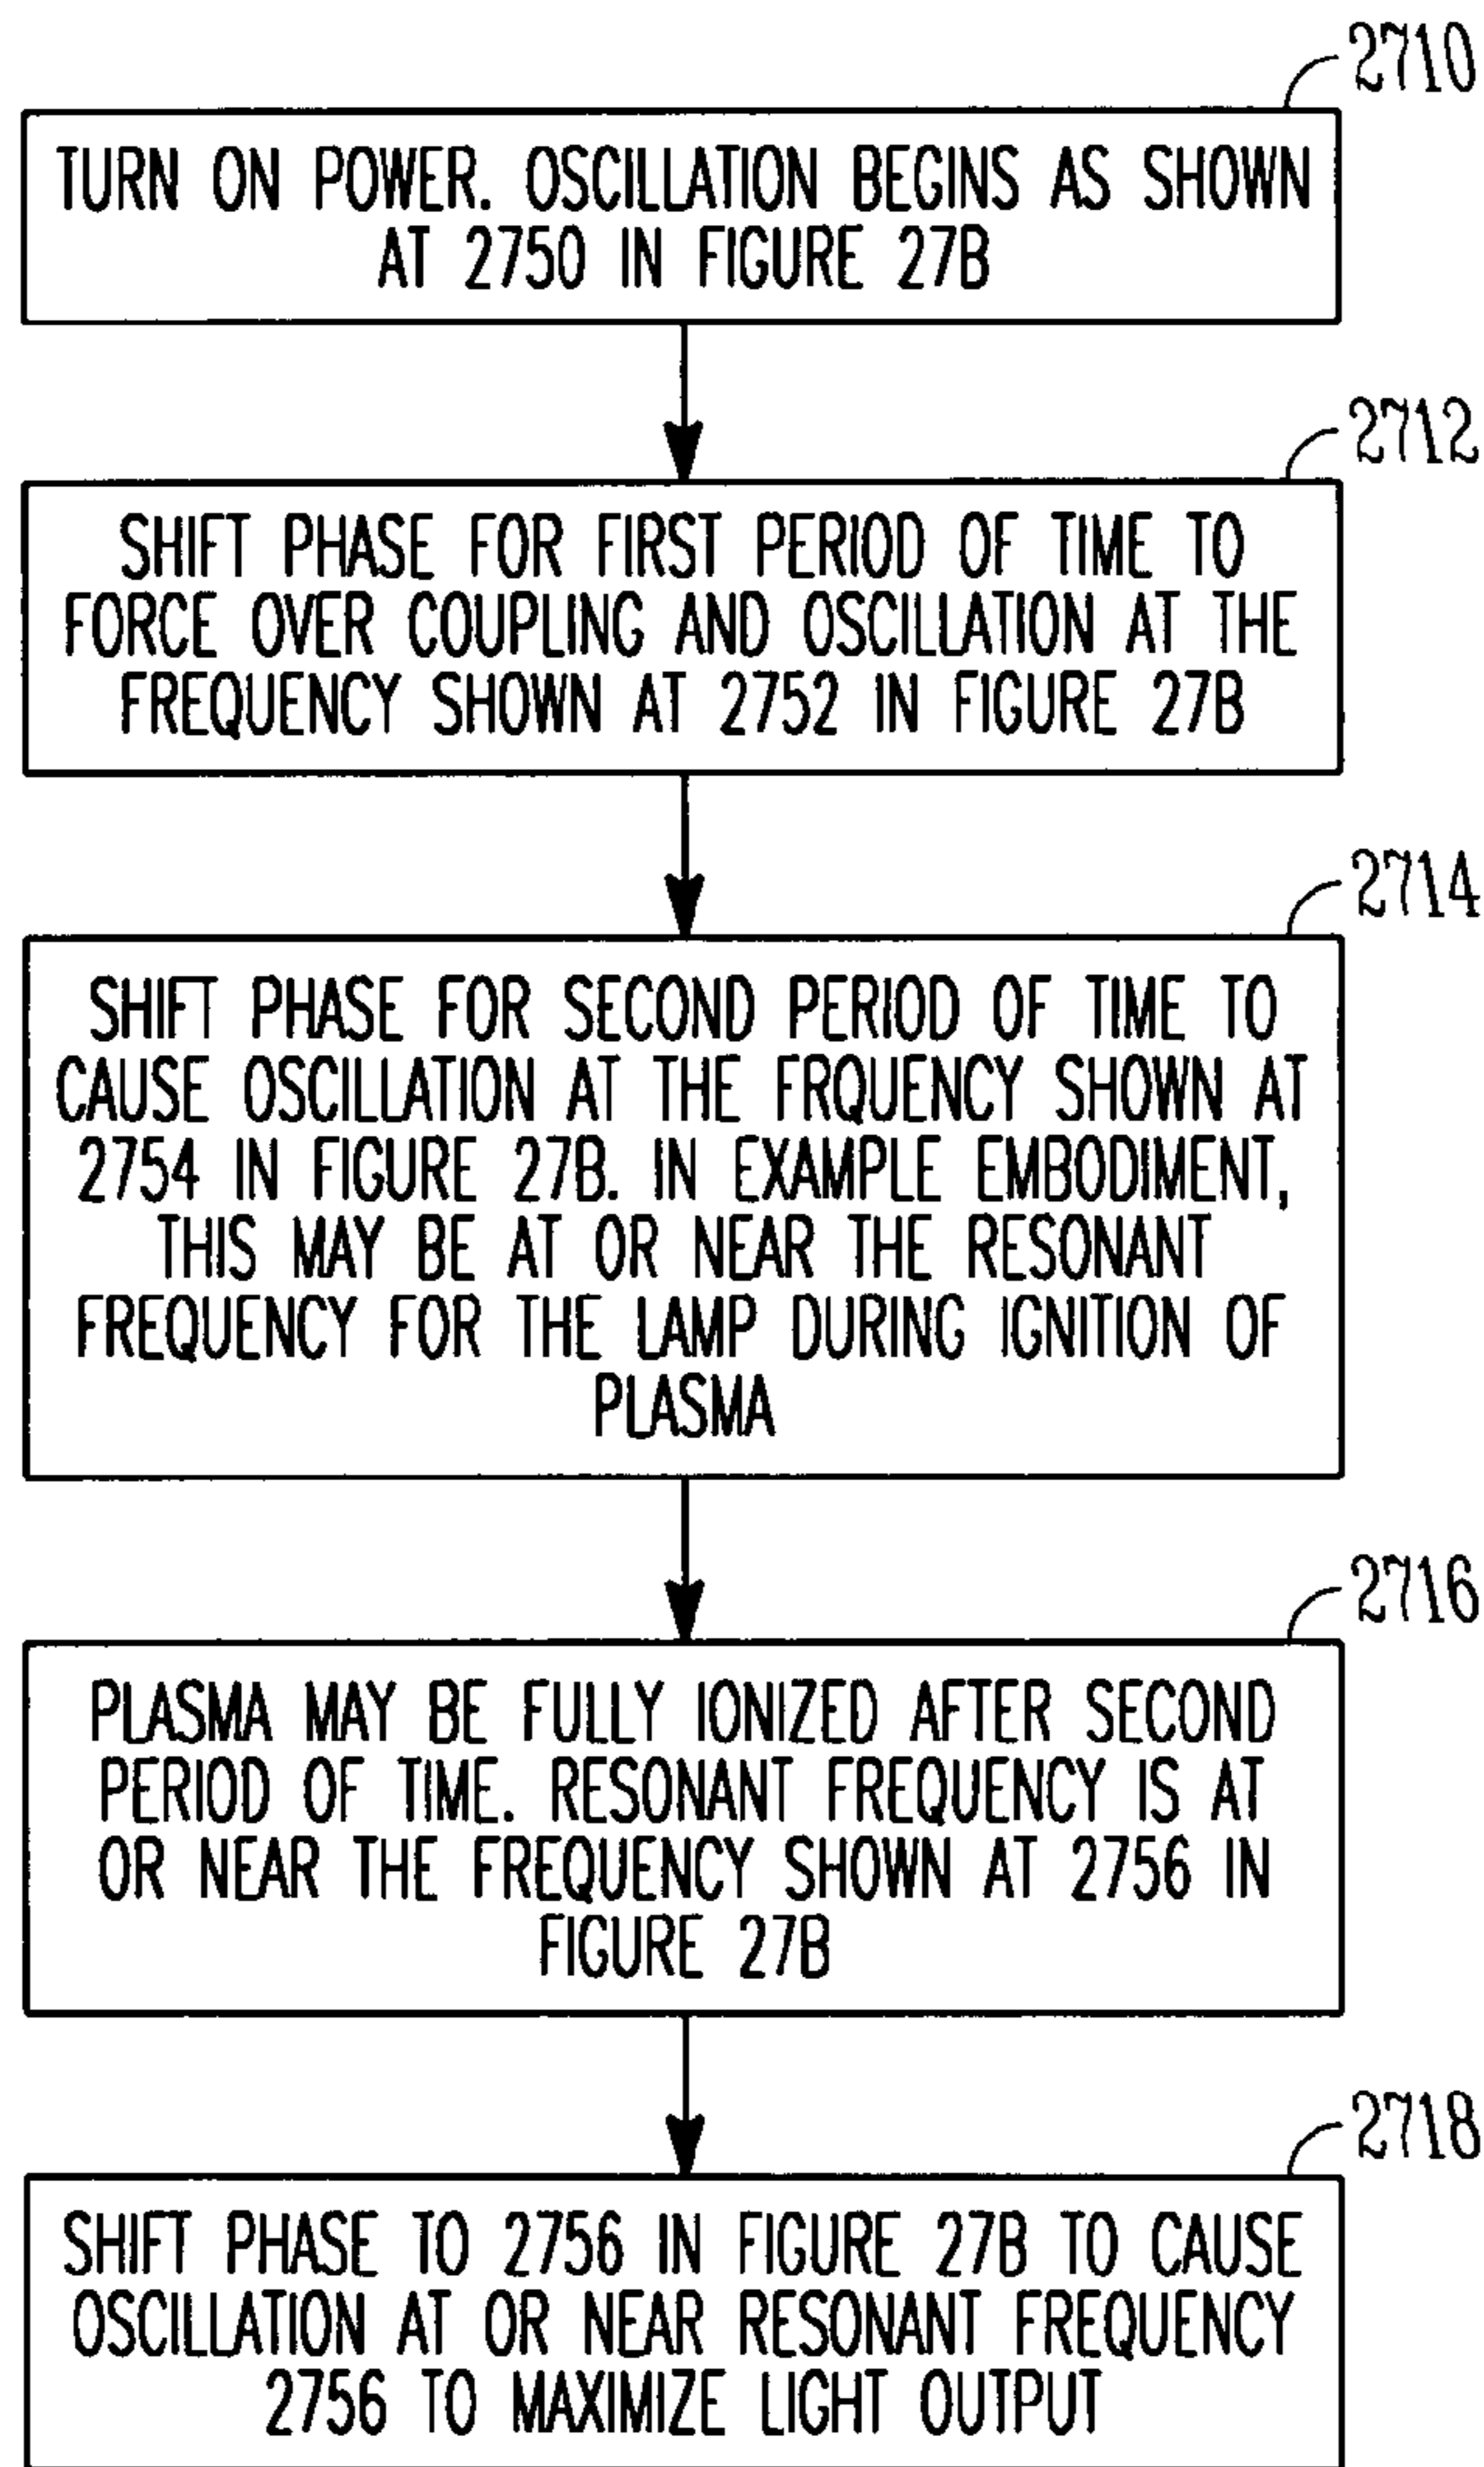 2710
TURN ON POWER. OSCILLATION BEGINS AS SHOWN
AT 2750 IN FIGURE 27B
2712
SHIFT PHASE FOR FIRST PERIOD OF TIME TO
FORCE OVER COUPLING AND OSCILLATION AT THE
FREQUENCY SHOWN AT 2752 IN FIGURE 27B
2714
SHIFT PHASE FOR SECOND PERIOD OF TIME TO
CAUSE OSCILLATION AT THE FRQUENCY SHOWN AT
2754 IN FIGURE 27B. IN EXAMPLE EMBODIMENT,
THIS MAY BE AT OR NEAR THE RESONANT
FREQUENCY FOR THE LAMP DURING IGNITION OF
PLASMA
2716
PLASMA MAY BE FULLY IONIZED AFTER SECOND
PERIOD OF TIME. RESONANT FREQUENCY IS AT
OR NEAR THE FREQUENCY SHOWN AT 2756 IN
FIGURE 27B
2718
SHIFT PHASE TO 2756 IN FIGURE 27B TO CAUSE
OSCILLATION AT OR NEAR RESONANT FREQUENCY
2756 TO MAXIMIZE LIGHT OUTPUT